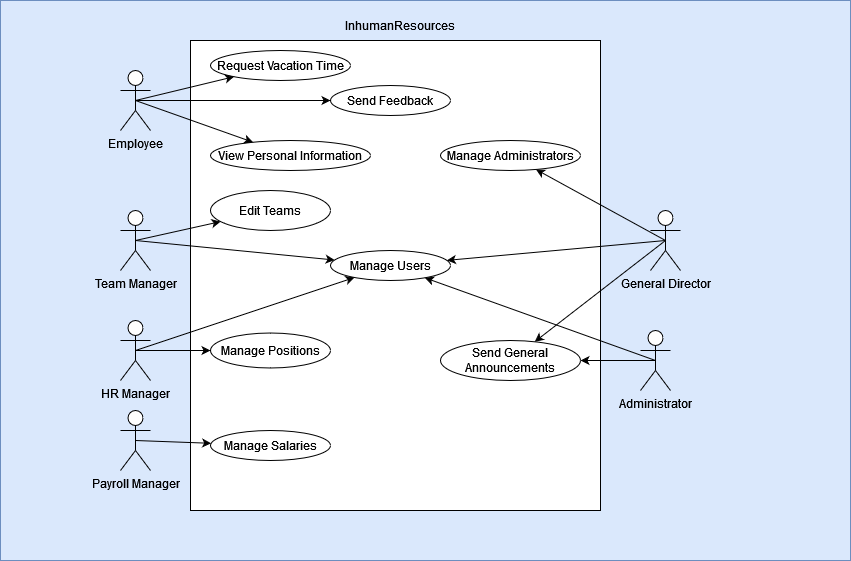 InhumanResources
Request Vacation Time
Send Feedback
Employee
View Personal Information
Manage Administrators
Edit Teams
Team Manager
Manage Users
General Director
Manage Positions
Send General
Announcements
HR Manager
Administrator
Manage Salaries
Payroll Manager